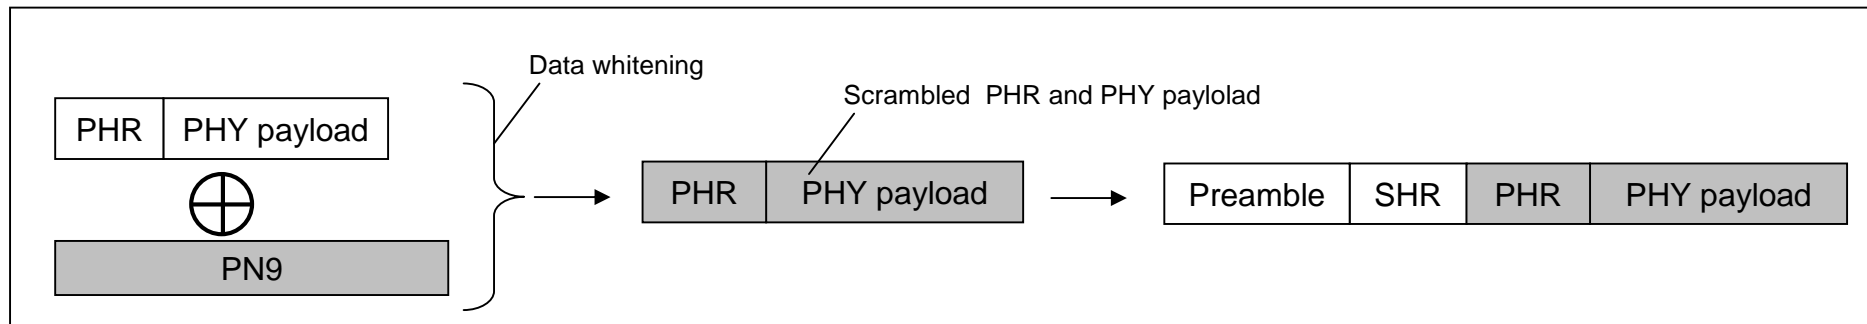 Data whitening
Scrambled PHR and PHY paylolad
PHR PHY payload
PN9
PHR PHY payload
Preamble SHR PHR PHY payload